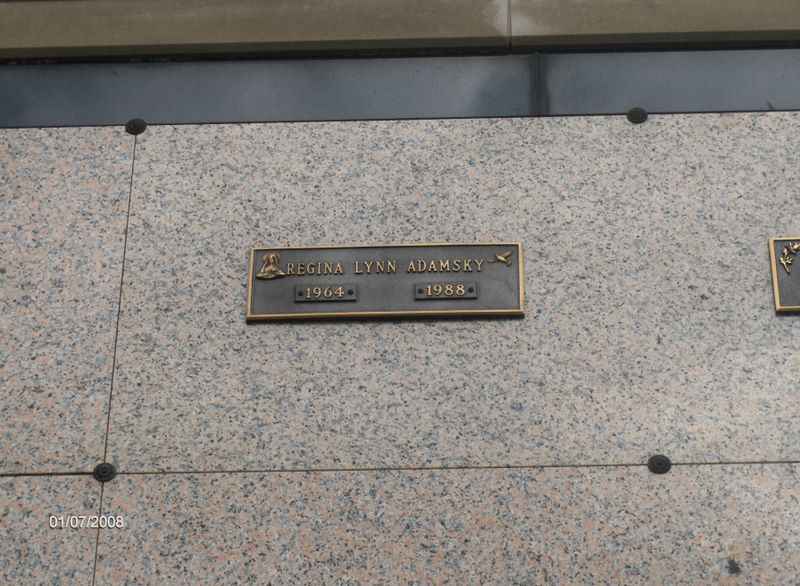 REGINA LYNN ADAMSKY
1964 1988
01/07/2008